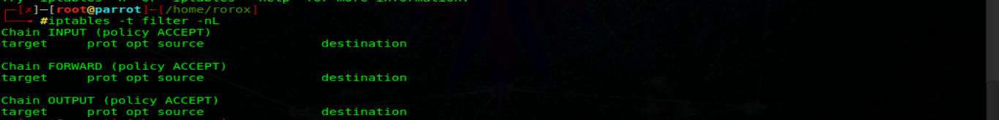 Try `iptables -h' or 'iptables --help' for more information.
[✗]─[root@parrot]─[/home/rorox]
#iptables -t filter -nL
Chain INPUT (policy ACCEPT)
target     prot opt source               destination
Chain FORWARD (policy ACCEPT)
target     prot opt source               destination
Chain OUTPUT (policy ACCEPT)
target     prot opt source               destination